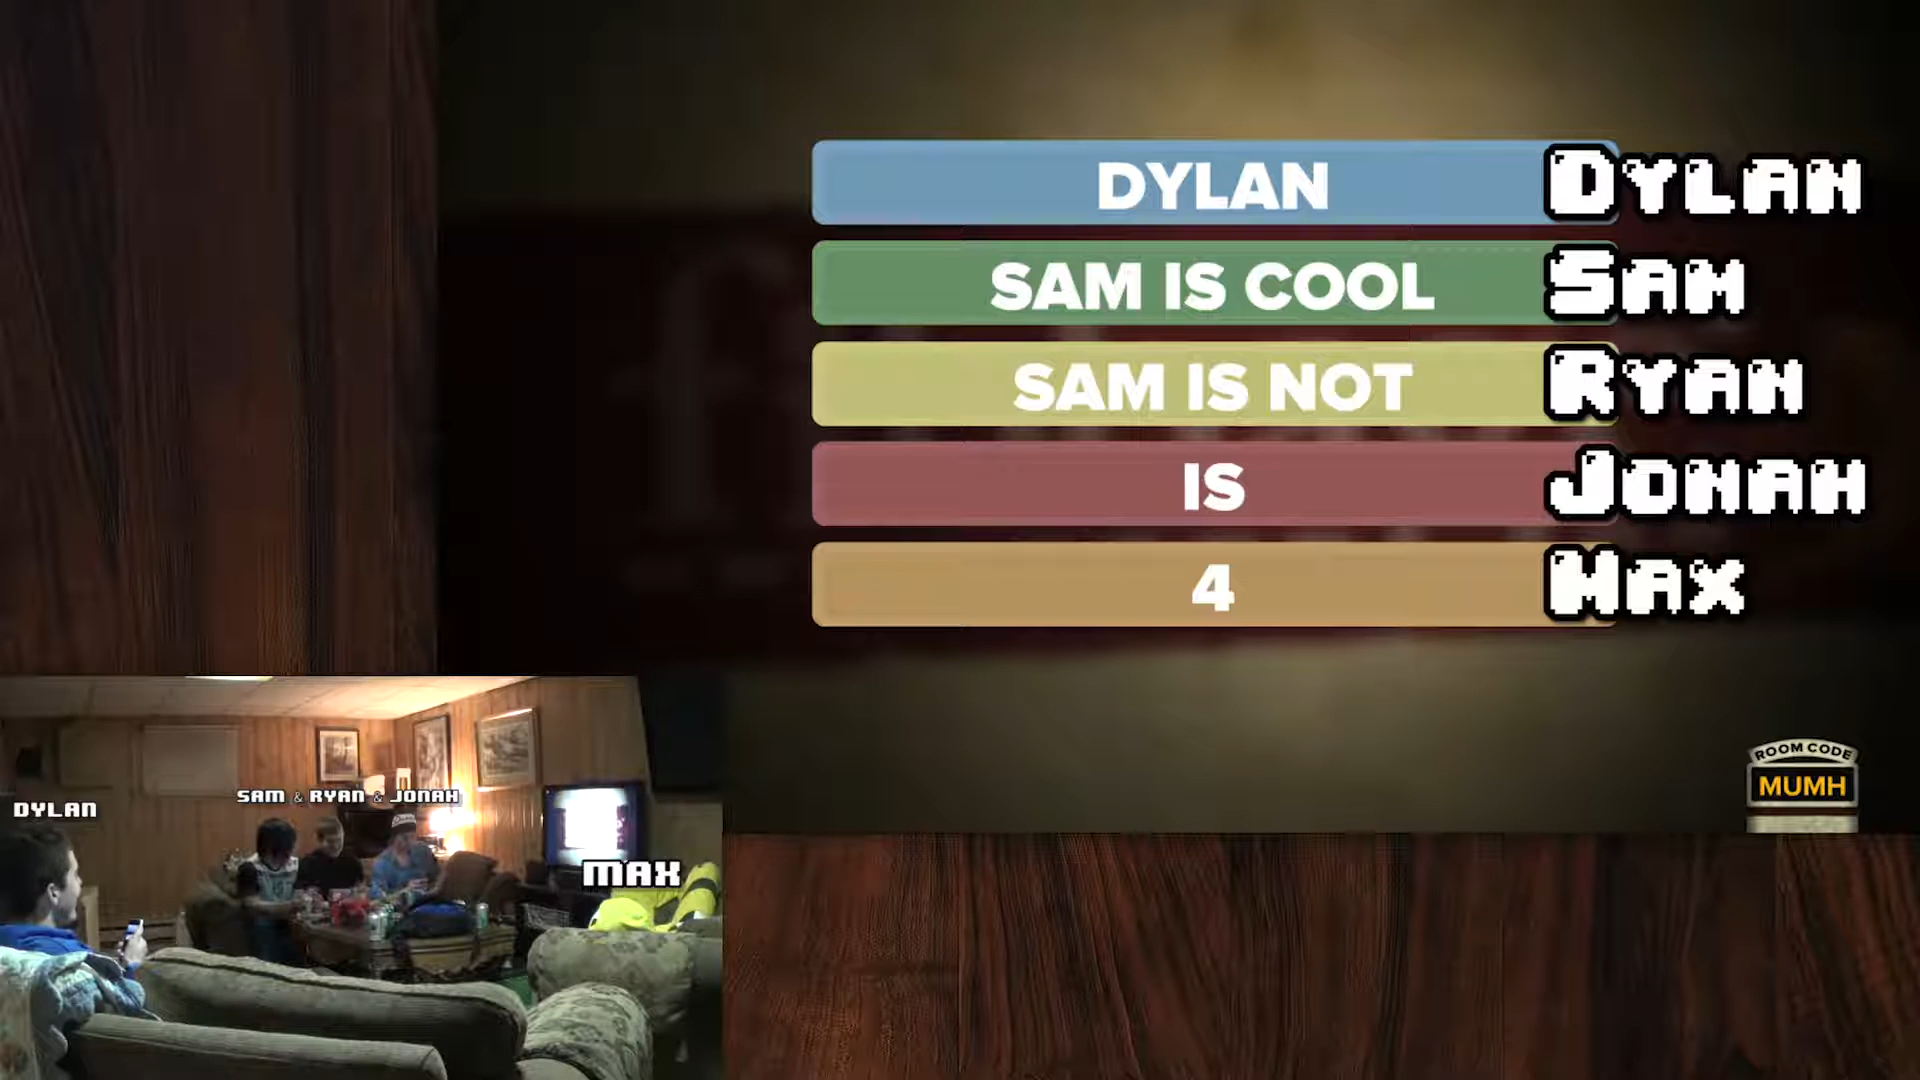 DYLAN DYLAN
SAM IS COOL SAM
SAM IS NOT RYAN
IS JONAH
4 MAX
ROOM CODE
MUMH
DYLAN
SAM & RYAN & JONAH
MAX